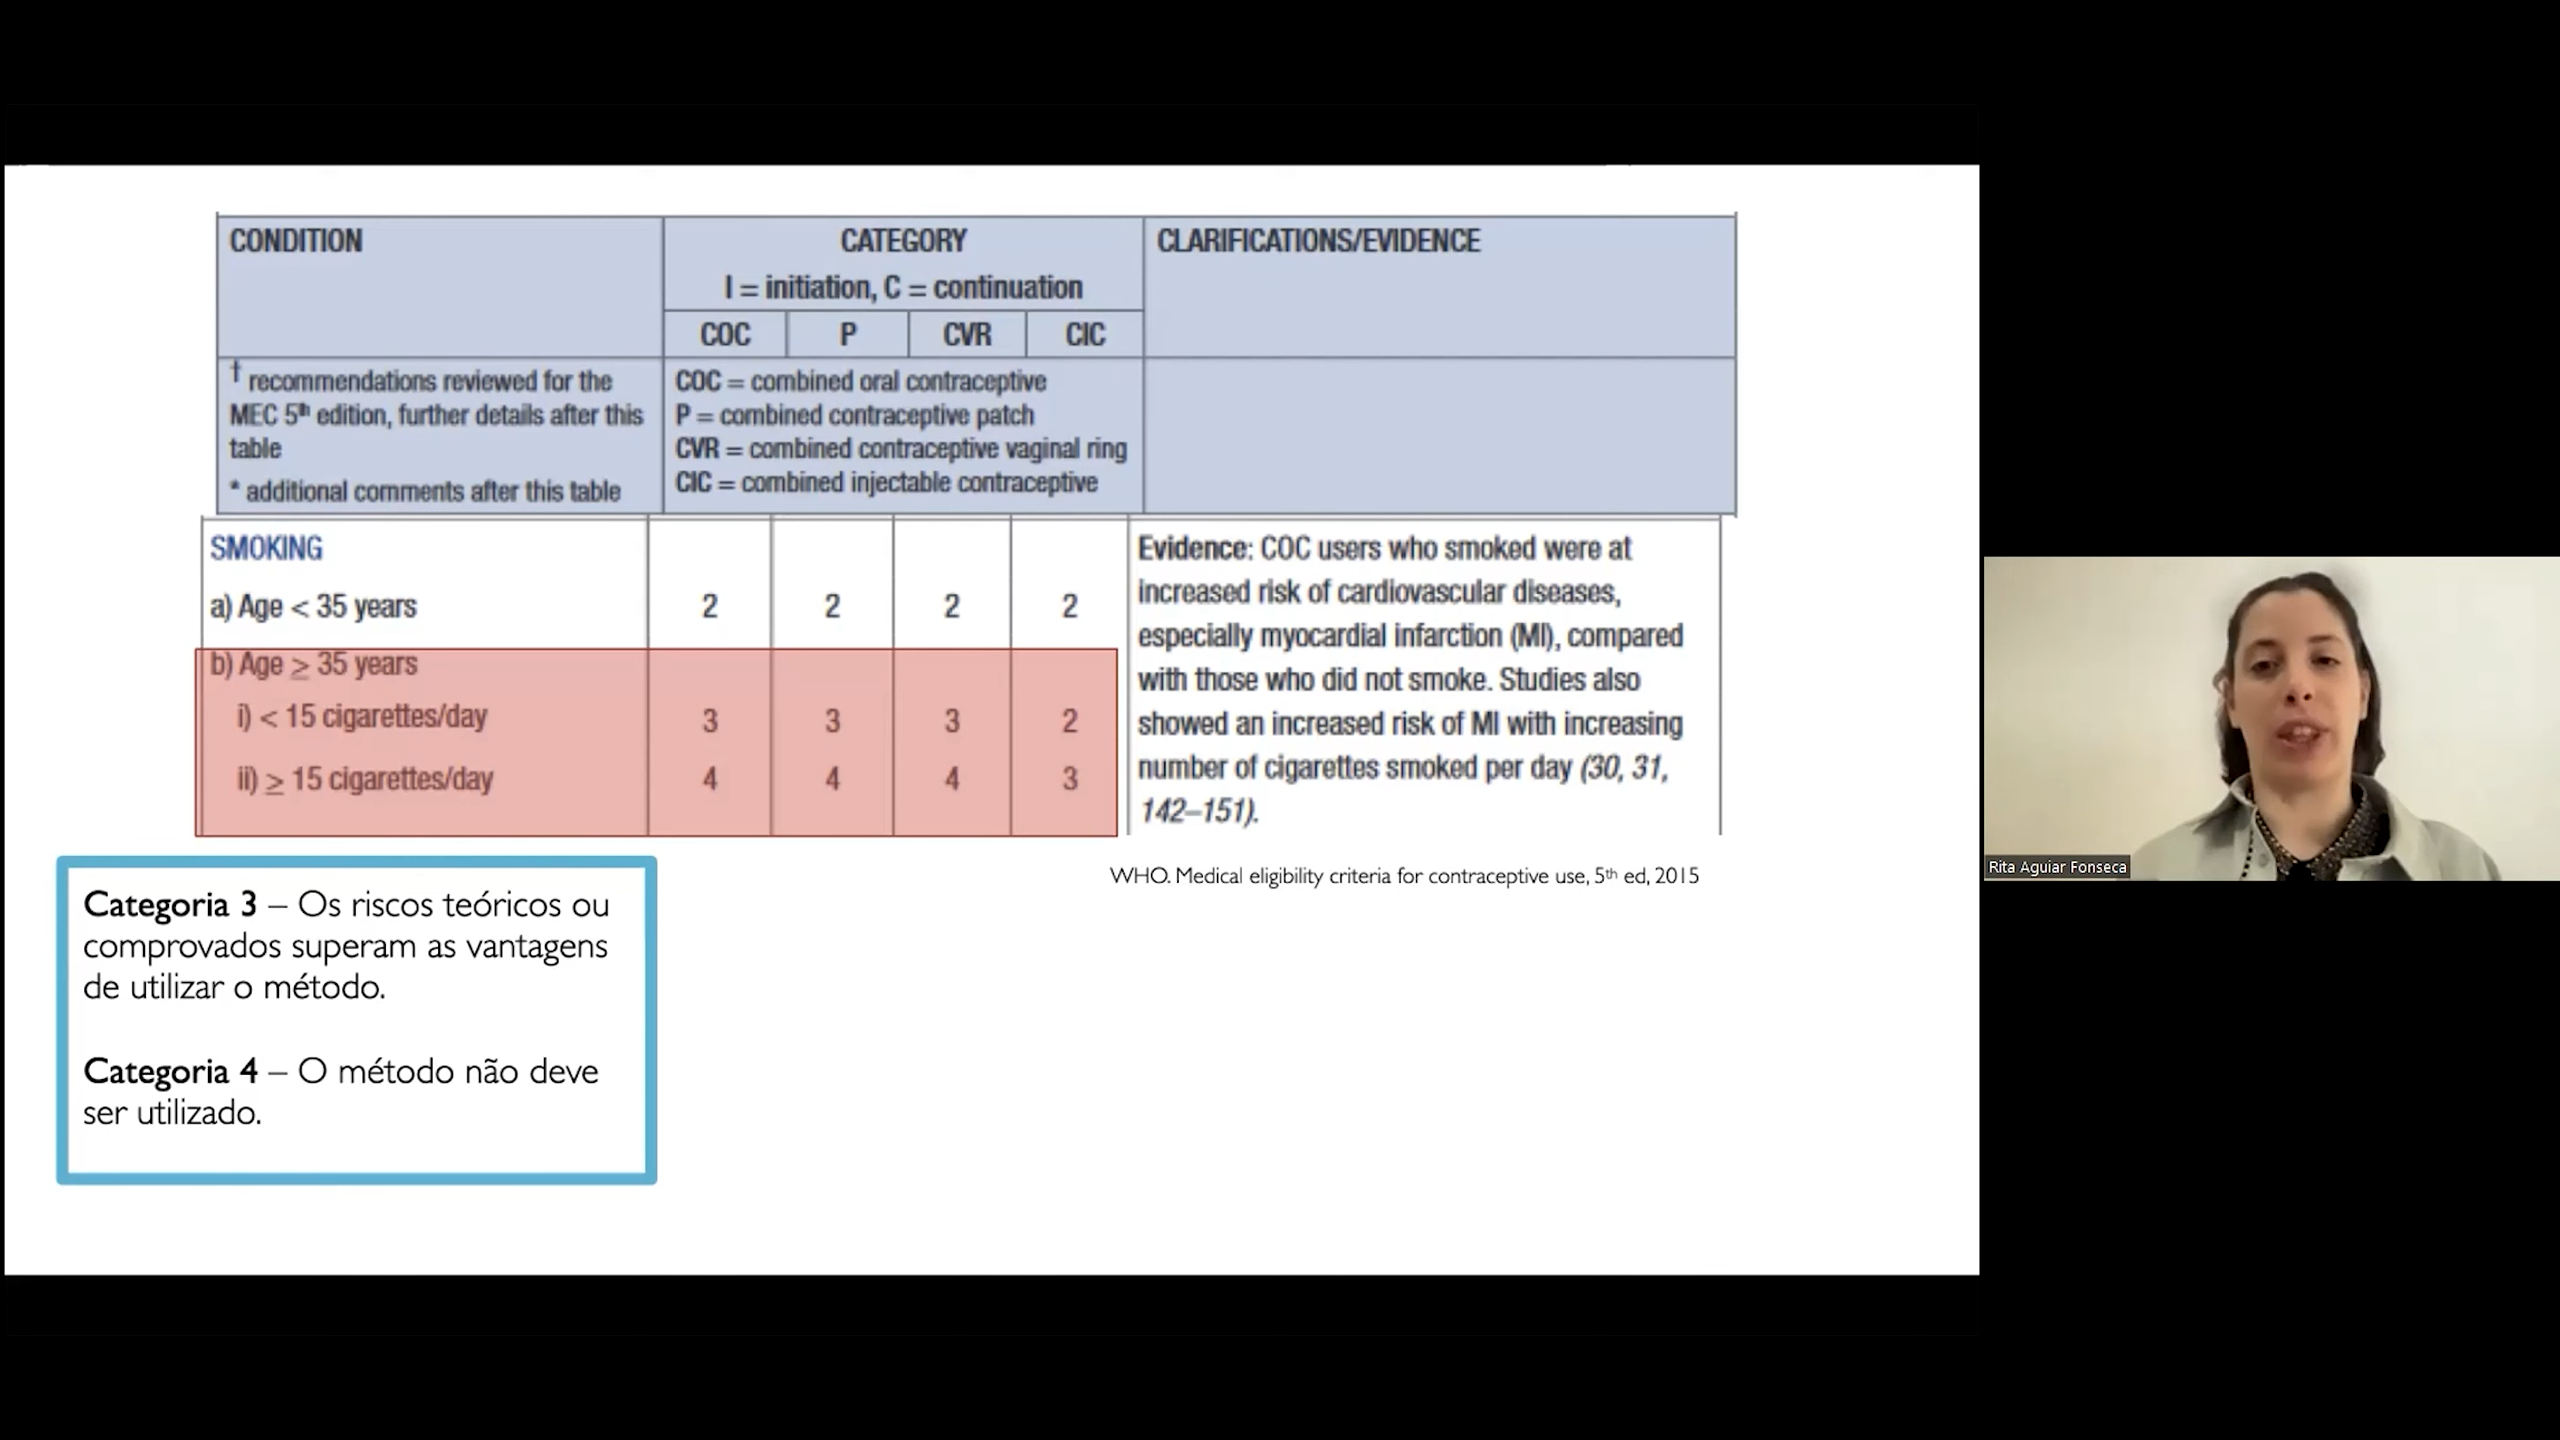 CONDITION
CATEGORY
I = initiation, C = continuation
COC P CVR CIC
CLARIFICATIONS/EVIDENCE
† recommendations reviewed for the
MEC 5th edition, further details after this
table
* additional comments after this table
COC = combined oral contraceptive
P = combined contraceptive patch
CVR = combined contraceptive vaginal ring
CIC = combined injectable contraceptive
SMOKING
a) Age < 35 years 2 2 2 2
b) Age ≥ 35 years
i) < 15 cigarettes/day 3 3 3 2
ii) ≥ 15 cigarettes/day 4 4 4 3
Evidence: COC users who smoked were at
increased risk of cardiovascular diseases,
especially myocardial infarction (MI), compared
with those who did not smoke. Studies also
showed an increased risk of MI with increasing
number of cigarettes smoked per day (30, 31,
142–151).
WHO. Medical eligibility criteria for contraceptive use, 5th ed, 2015
Categoria 3 – Os riscos teóricos ou
comprovados superam as vantagens
de utilizar o método.
Categoria 4 – O método não deve
ser utilizado.
Rita Aguiar Fonseca